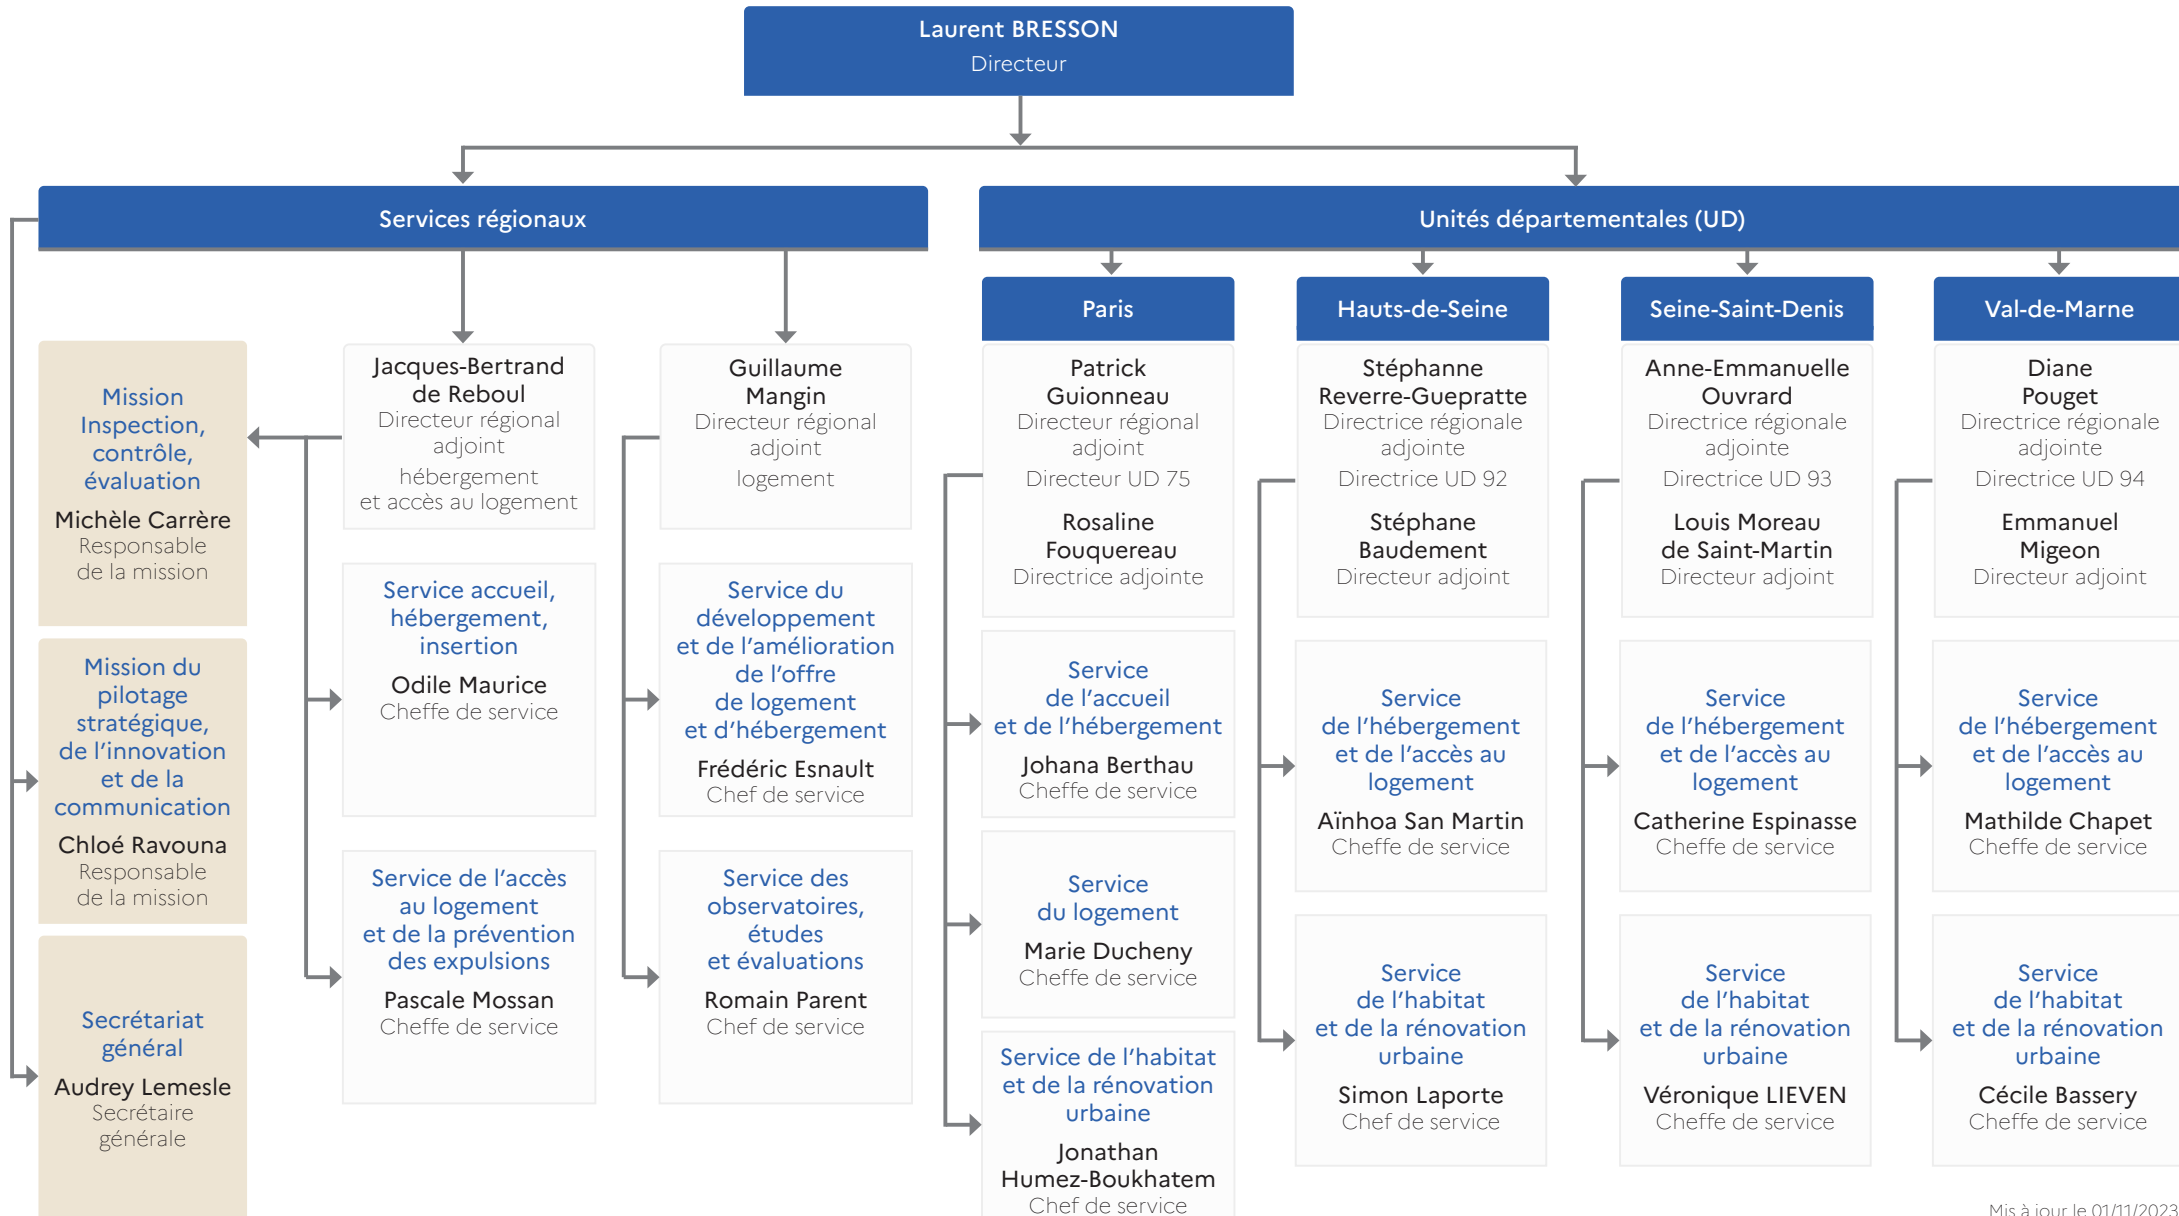 Laurent BRESSON
Directeur
Services régionaux
Mission
Inspection,
contrôle,
évaluation
Michèle Carrère
Responsable
de la mission
Mission du
pilotage
stratégique,
de l'innovation
et de la
communication
Chloé Ravouna
Responsable
de la mission
Secrétariat
général
Audrey Lemesle
Secrétaire
générale
Jacques-Bertrand
de Reboul
Directeur régional
adjoint
hébergement
et accès au logement
Service accueil,
hébergement,
insertion
Odile Maurice
Cheffe de service
Service de l'accès
au logement
et de la prévention
des expulsions
Pascale Mossan
Cheffe de service
Guillaume
Mangin
Directeur régional
adjoint
logement
Service du
développement
et de l'amélioration
de l'offre
de logement
et d'hébergement
Frédéric Esnault
Chef de service
Service des
observatoires,
études
et évaluations
Romain Parent
Chef de service
Unités départementales (UD)
Paris
Patrick
Guionneau
Directeur régional
adjoint
Directeur UD 75
Rosaline
Fouquereau
Directrice adjointe
Service
de l'accueil
et de l'hébergement
Johana Berthau
Cheffe de service
Service
du logement
Marie Ducheny
Cheffe de service
Service de l'habitat
et de la rénovation
urbaine
Jonathan
Humez-Boukhatem
Chef de service
Hauts-de-Seine
Stéphanne
Reverre-Guepratte
Directrice régionale
adjointe
Directrice UD 92
Stéphane
Baudement
Directeur adjoint
Service
de l'hébergement
et de l'accès au
logement
Aïnhoa San Martin
Cheffe de service
Service
de l'habitat
et de la rénovation
urbaine
Simon Laporte
Chef de service
Seine-Saint-Denis
Anne-Emmanuelle
Ouvrard
Directrice régionale
adjointe
Directrice UD 93
Louis Moreau
de Saint-Martin
Directeur adjoint
Service
de l'hébergement
et de l'accès au
logement
Catherine Espinasse
Cheffe de service
Service
de l'habitat
et de la rénovation
urbaine
Véronique LIEVEN
Cheffe de service
Val-de-Marne
Diane
Pouget
Directrice régionale
adjointe
Directrice UD 94
Emmanuel
Migeon
Directeur adjoint
Service
de l'hébergement
et de l'accès au
logement
Mathilde Chapet
Cheffe de service
Service
de l'habitat
et de la rénovation
urbaine
Cécile Bassery
Cheffe de service
Mis à jour le 01/11/2023